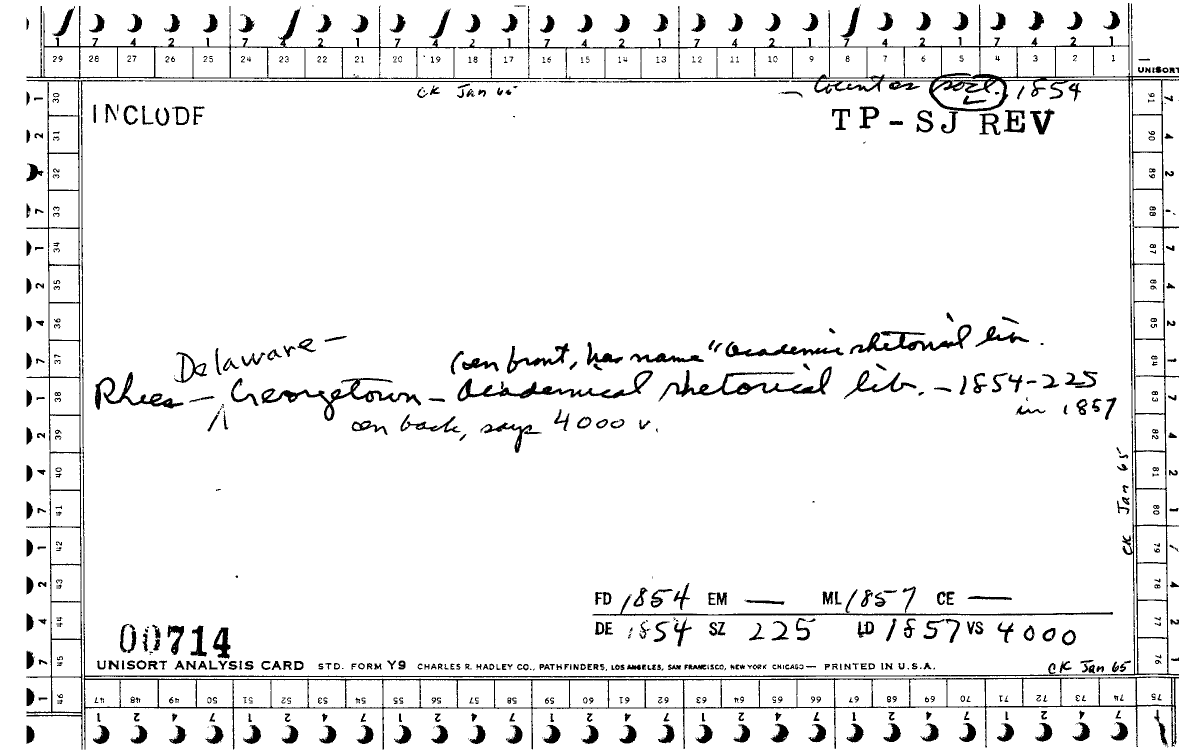 7 4 2 1 7 4 2 1 7 4 2 1 7 4 2 1 7 4 2 1 7 4 2 1 7 4 2 1
29 28 27 26 25 24 23 22 21 20 19 18 17 16 15 14 13 12 11 10 9 8 7 6 5 4 3 2 1
UNISORT
CK Jan 65
1854
INCLUDE
TP-SJ REV
Delaware—
(on front, has name "Academic rhetorical lib.
Rhees — Georgetown — Academical rhetorical lib. — 1854-225
in 1857
on back, says 4000 v.
CK Jan 65
FD 1854 EM — ML 1857 CE —
DE 1854 SZ 225 LD 1857 VS 4000
00714
UNISORT ANALYSIS CARD STD. FORM Y9 CHARLES R. HADLEY CO., PATHFINDERS, LOS ANGELES, SAN FRANCISCO, NEW YORK CHICAGO— PRINTED IN U.S.A.
CK Jan 65
30 31 32 33 34 35 36 37 38 39 40 41 42 43 44 45 46
91 90 89 88 87 86 85 84 83 82 81 80 79 78 77 76 75
47 48 49 50 51 52 53 54 55 56 57 58 59 60 61 62 63 64 65 66 67 68 69 70 71 72 73 74
1 2 4 7 1 2 4 7 1 2 4 7 1 2 4 7 1 2 4 7 1 2 4 7 1 2 4 7